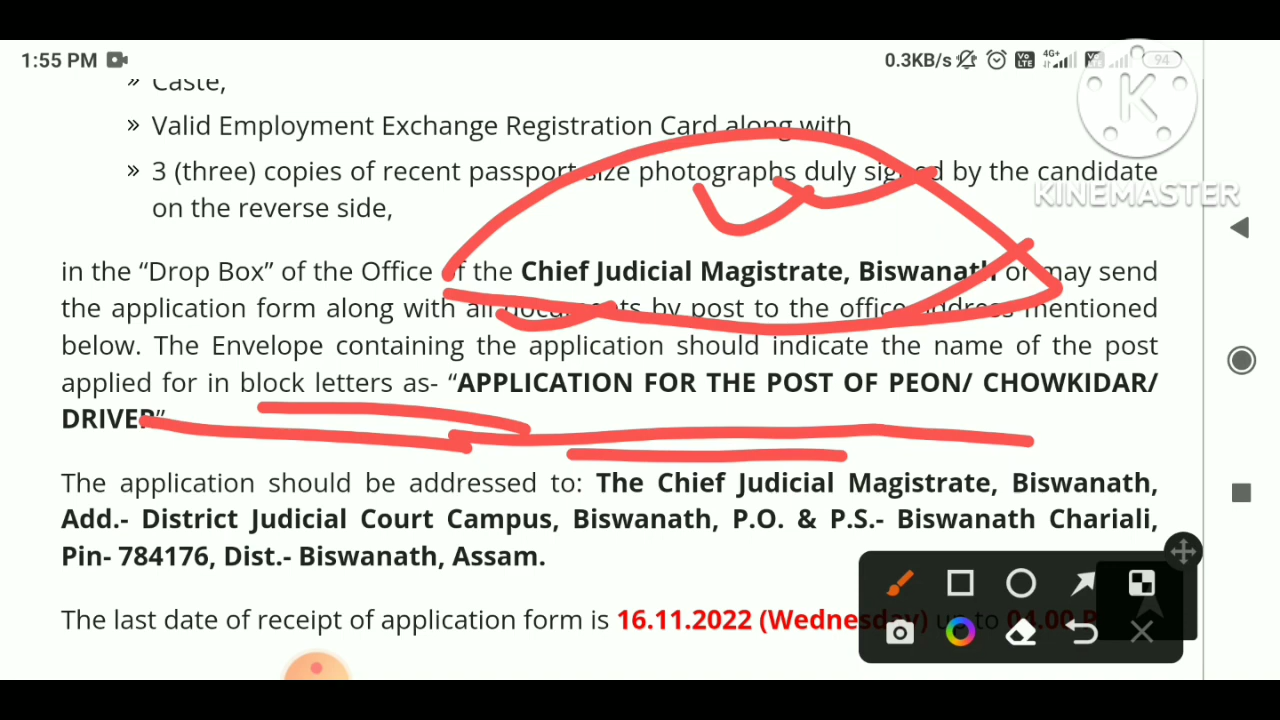 1:55 PM 0.3KB/s 4G+ Vo LTE 94
Caste,
» Valid Employment Exchange Registration Card along with
» 3 (three) copies of recent passport size photographs duly signed by the candidate
on the reverse side,
KINEMASTER
in the “Drop Box” of the Office of the Chief Judicial Magistrate, Biswanath or may send
the application form along with all documents by post to the office address mentioned
below. The Envelope containing the application should indicate the name of the post
applied for in block letters as- “APPLICATION FOR THE POST OF PEON/ CHOWKIDAR/
DRIVER”
The application should be addressed to: The Chief Judicial Magistrate, Biswanath,
Add.- District Judicial Court Campus, Biswanath, P.O. & P.S.- Biswanath Chariali,
Pin- 784176, Dist.- Biswanath, Assam.
The last date of receipt of application form is 16.11.2022 (Wednesday) up to 04.00 P